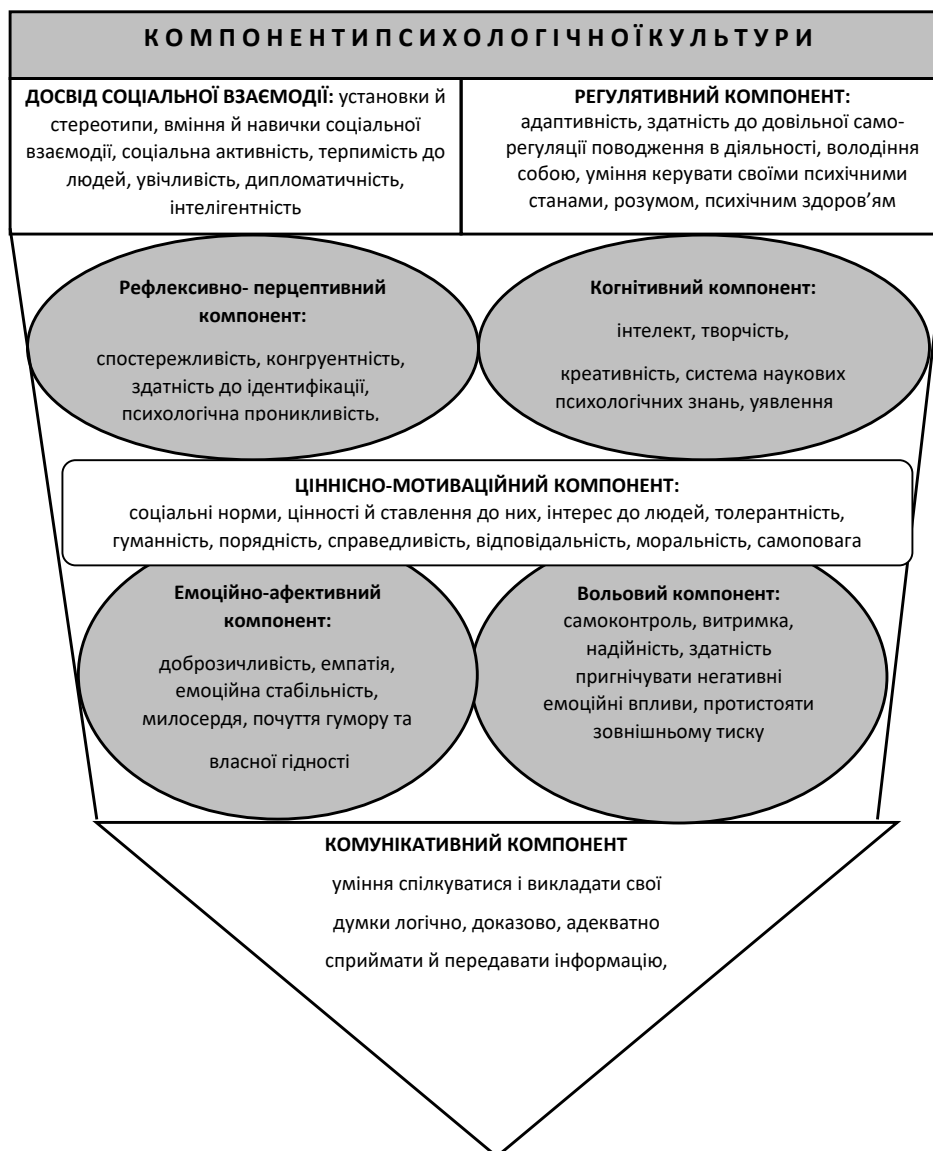 К О М П О Н Е Н Т И П С И Х О Л О Г І Ч Н О Ї К У Л Ь Т У Р И
ДОСВІД СОЦІАЛЬНОЇ ВЗАЄМОДІЇ: установки й
стереотипи, вміння й навички соціальної
взаємодії, соціальна активність, терпимість до
людей, увічливість, дипломатичність,
інтелігентність
РЕГУЛЯТИВНИЙ КОМПОНЕНТ:
адаптивність, здатність до довільної само-
регуляції поводження в діяльності, володіння
собою, уміння керувати своїми психічними
станами, розумом, психічним здоров’ям
Рефлексивно- перцептивний
компонент:
спостережливість, конгруентність,
здатність до ідентифікації,
психологічна проникливість,
Когнітивний компонент:
інтелект, творчість,
креативність, система наукових
психологічних знань, уявлення
ЦІННІСНО-МОТИВАЦІЙНИЙ КОМПОНЕНТ:
соціальні норми, цінності й ставлення до них, інтерес до людей, толерантність,
гуманність, порядність, справедливість, відповідальність, моральність, самоповага
Емоційно-афективний
компонент:
доброзичливість, емпатія,
емоційна стабільність,
милосердя, почуття гумору та
власної гідності
Вольовий компонент:
самоконтроль, витримка,
надійність, здатність
пригнічувати негативні
емоційні впливи, протистояти
зовнішньому тиску
КОМУНІКАТИВНИЙ КОМПОНЕНТ
уміння спілкуватися і викладати свої
думки логічно, доказово, адекватно
сприймати й передавати інформацію,